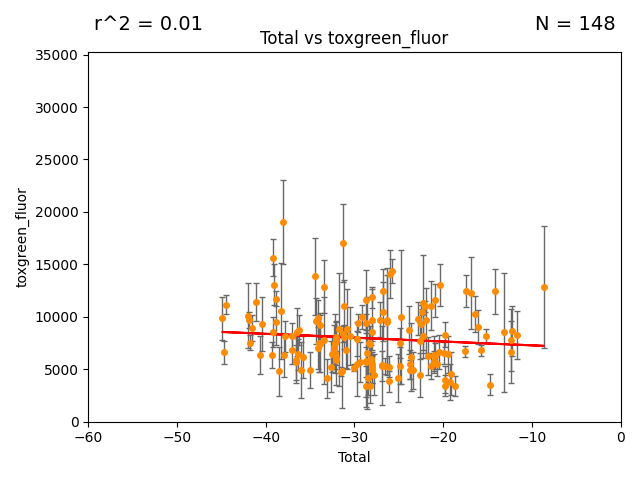 r^2 = 0.01
N = 148
Total vs toxgreen_fluor
35000
30000
25000
20000
15000
10000
5000
0
toxgreen_fluor
−60 −50 −40 −30 −20 −10 0
Total